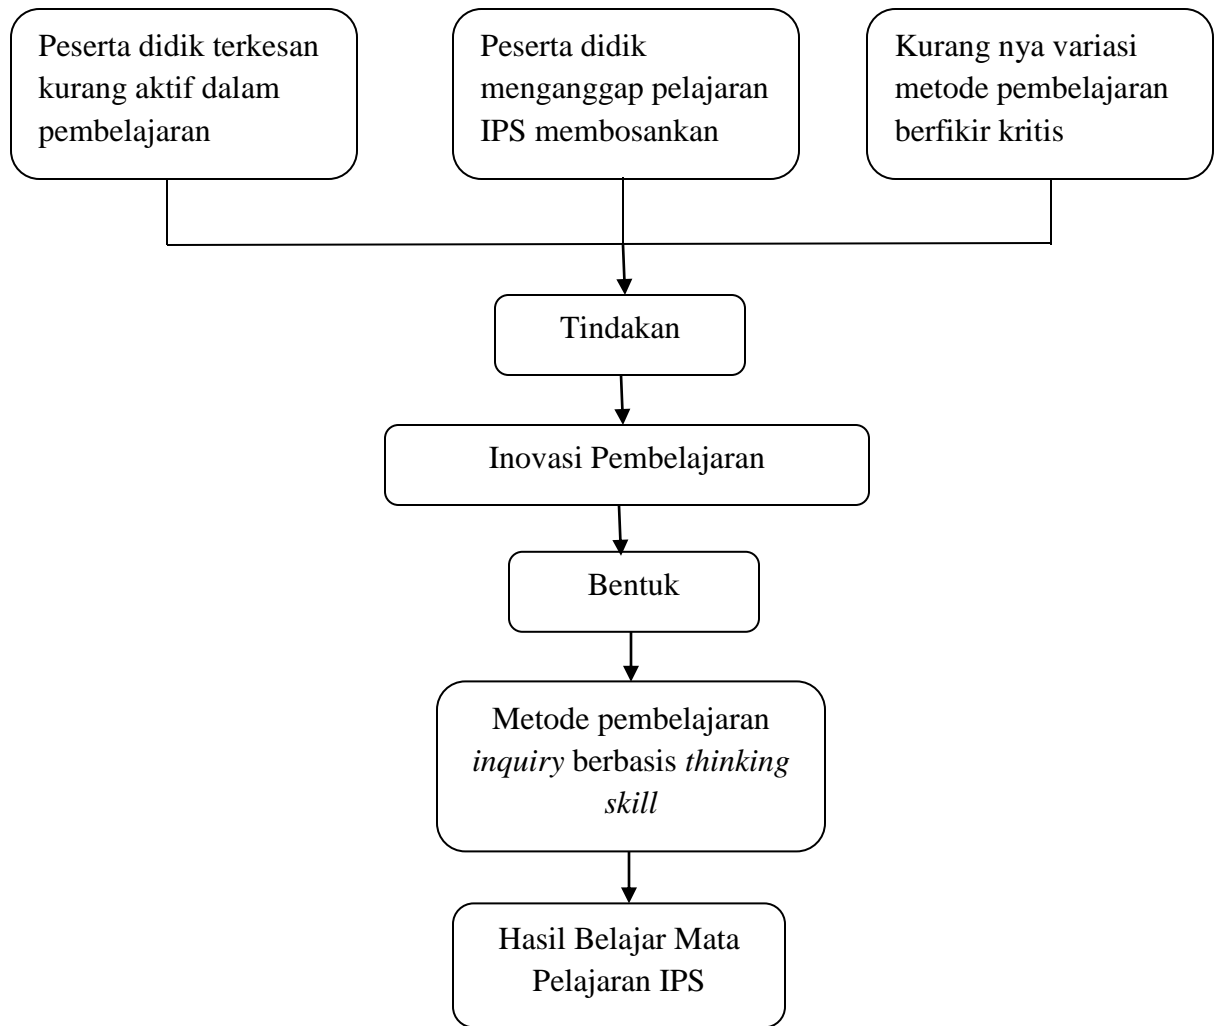 Peserta didik terkesan
kurang aktif dalam
pembelajaran
Peserta didik
menganggap pelajaran
IPS membosankan
Kurang nya variasi
metode pembelajaran
berfikir kritis
Tindakan
Inovasi Pembelajaran
Bentuk
Metode pembelajaran
inquiry berbasis thinking
skill
Hasil Belajar Mata
Pelajaran IPS